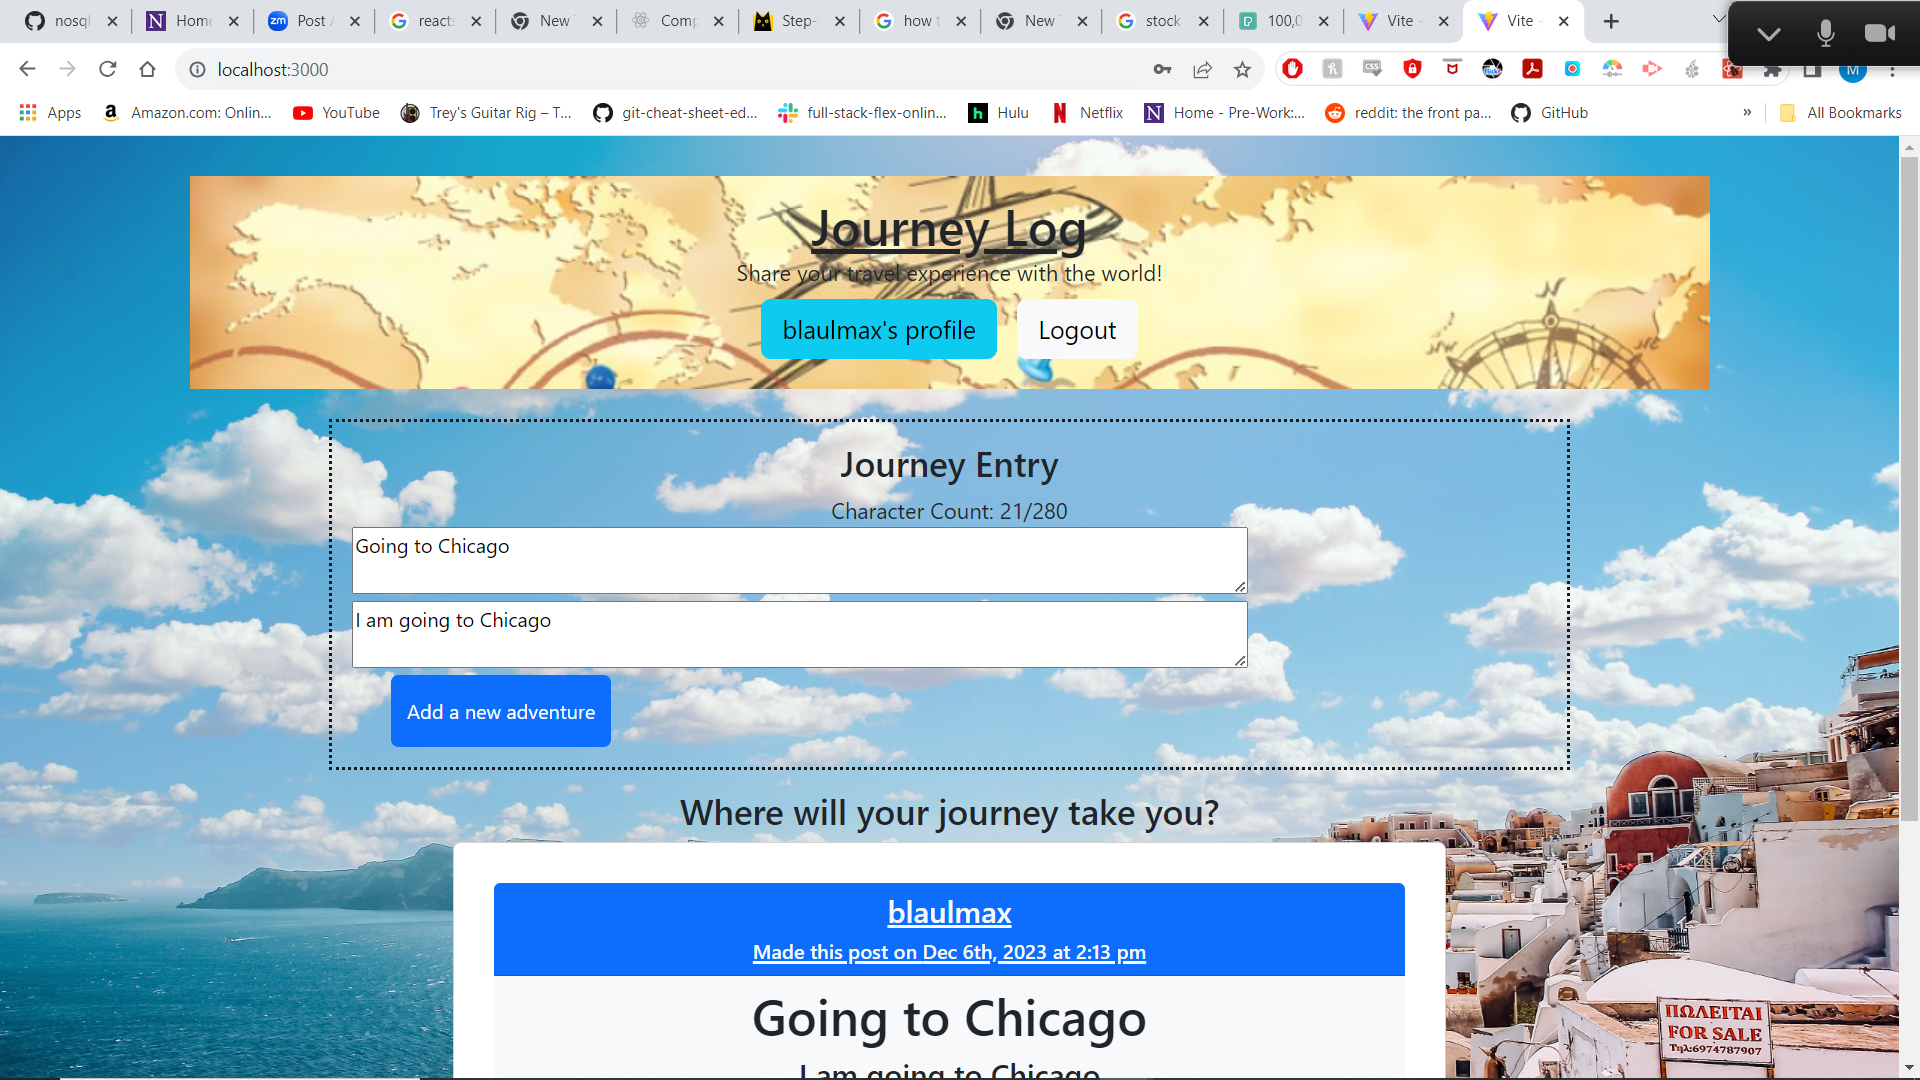 nosql
Home
Post A
reacts
New
Comp
Step-
how t
New
stock
100,0
Vite -
Vite -
localhost:3000
M
Apps
Amazon.com: Onlin...
YouTube
Trey's Guitar Rig – T...
git-cheat-sheet-ed...
full-stack-flex-onlin...
Hulu
Netflix
Home - Pre-Work:...
reddit: the front pa...
GitHub
»
All Bookmarks
Journey Log
Share your travel experience with the world!
blaulmax's profile
Logout
Journey Entry
Character Count: 21/280
Going to Chicago
I am going to Chicago
Add a new adventure
Where will your journey take you?
blaulmax
Made this post on Dec 6th, 2023 at 2:13 pm
Going to Chicago
I am going to Chicago
ΠΩΛΕΙΤΑΙ
FOR SALE
Τηλ:6974787907